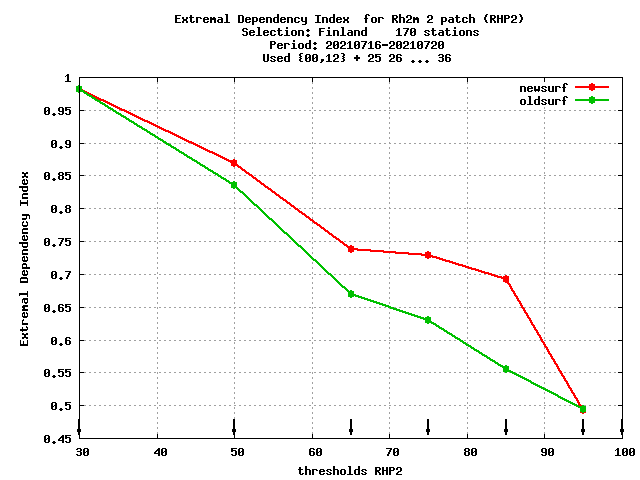 Extremal Dependency Index  for Rh2m 2 patch (RHP2)
Selection: Finland    170 stations
Period: 20210716-20210720
Used {00,12} + 25 26 ... 36
1
0.95
0.9
0.85
0.8
0.75
0.7
0.65
0.6
0.55
0.5
0.45
Extremal Dependency Index
newsurf
oldsurf
30 40 50 60 70 80 90 100
thresholds RHP2